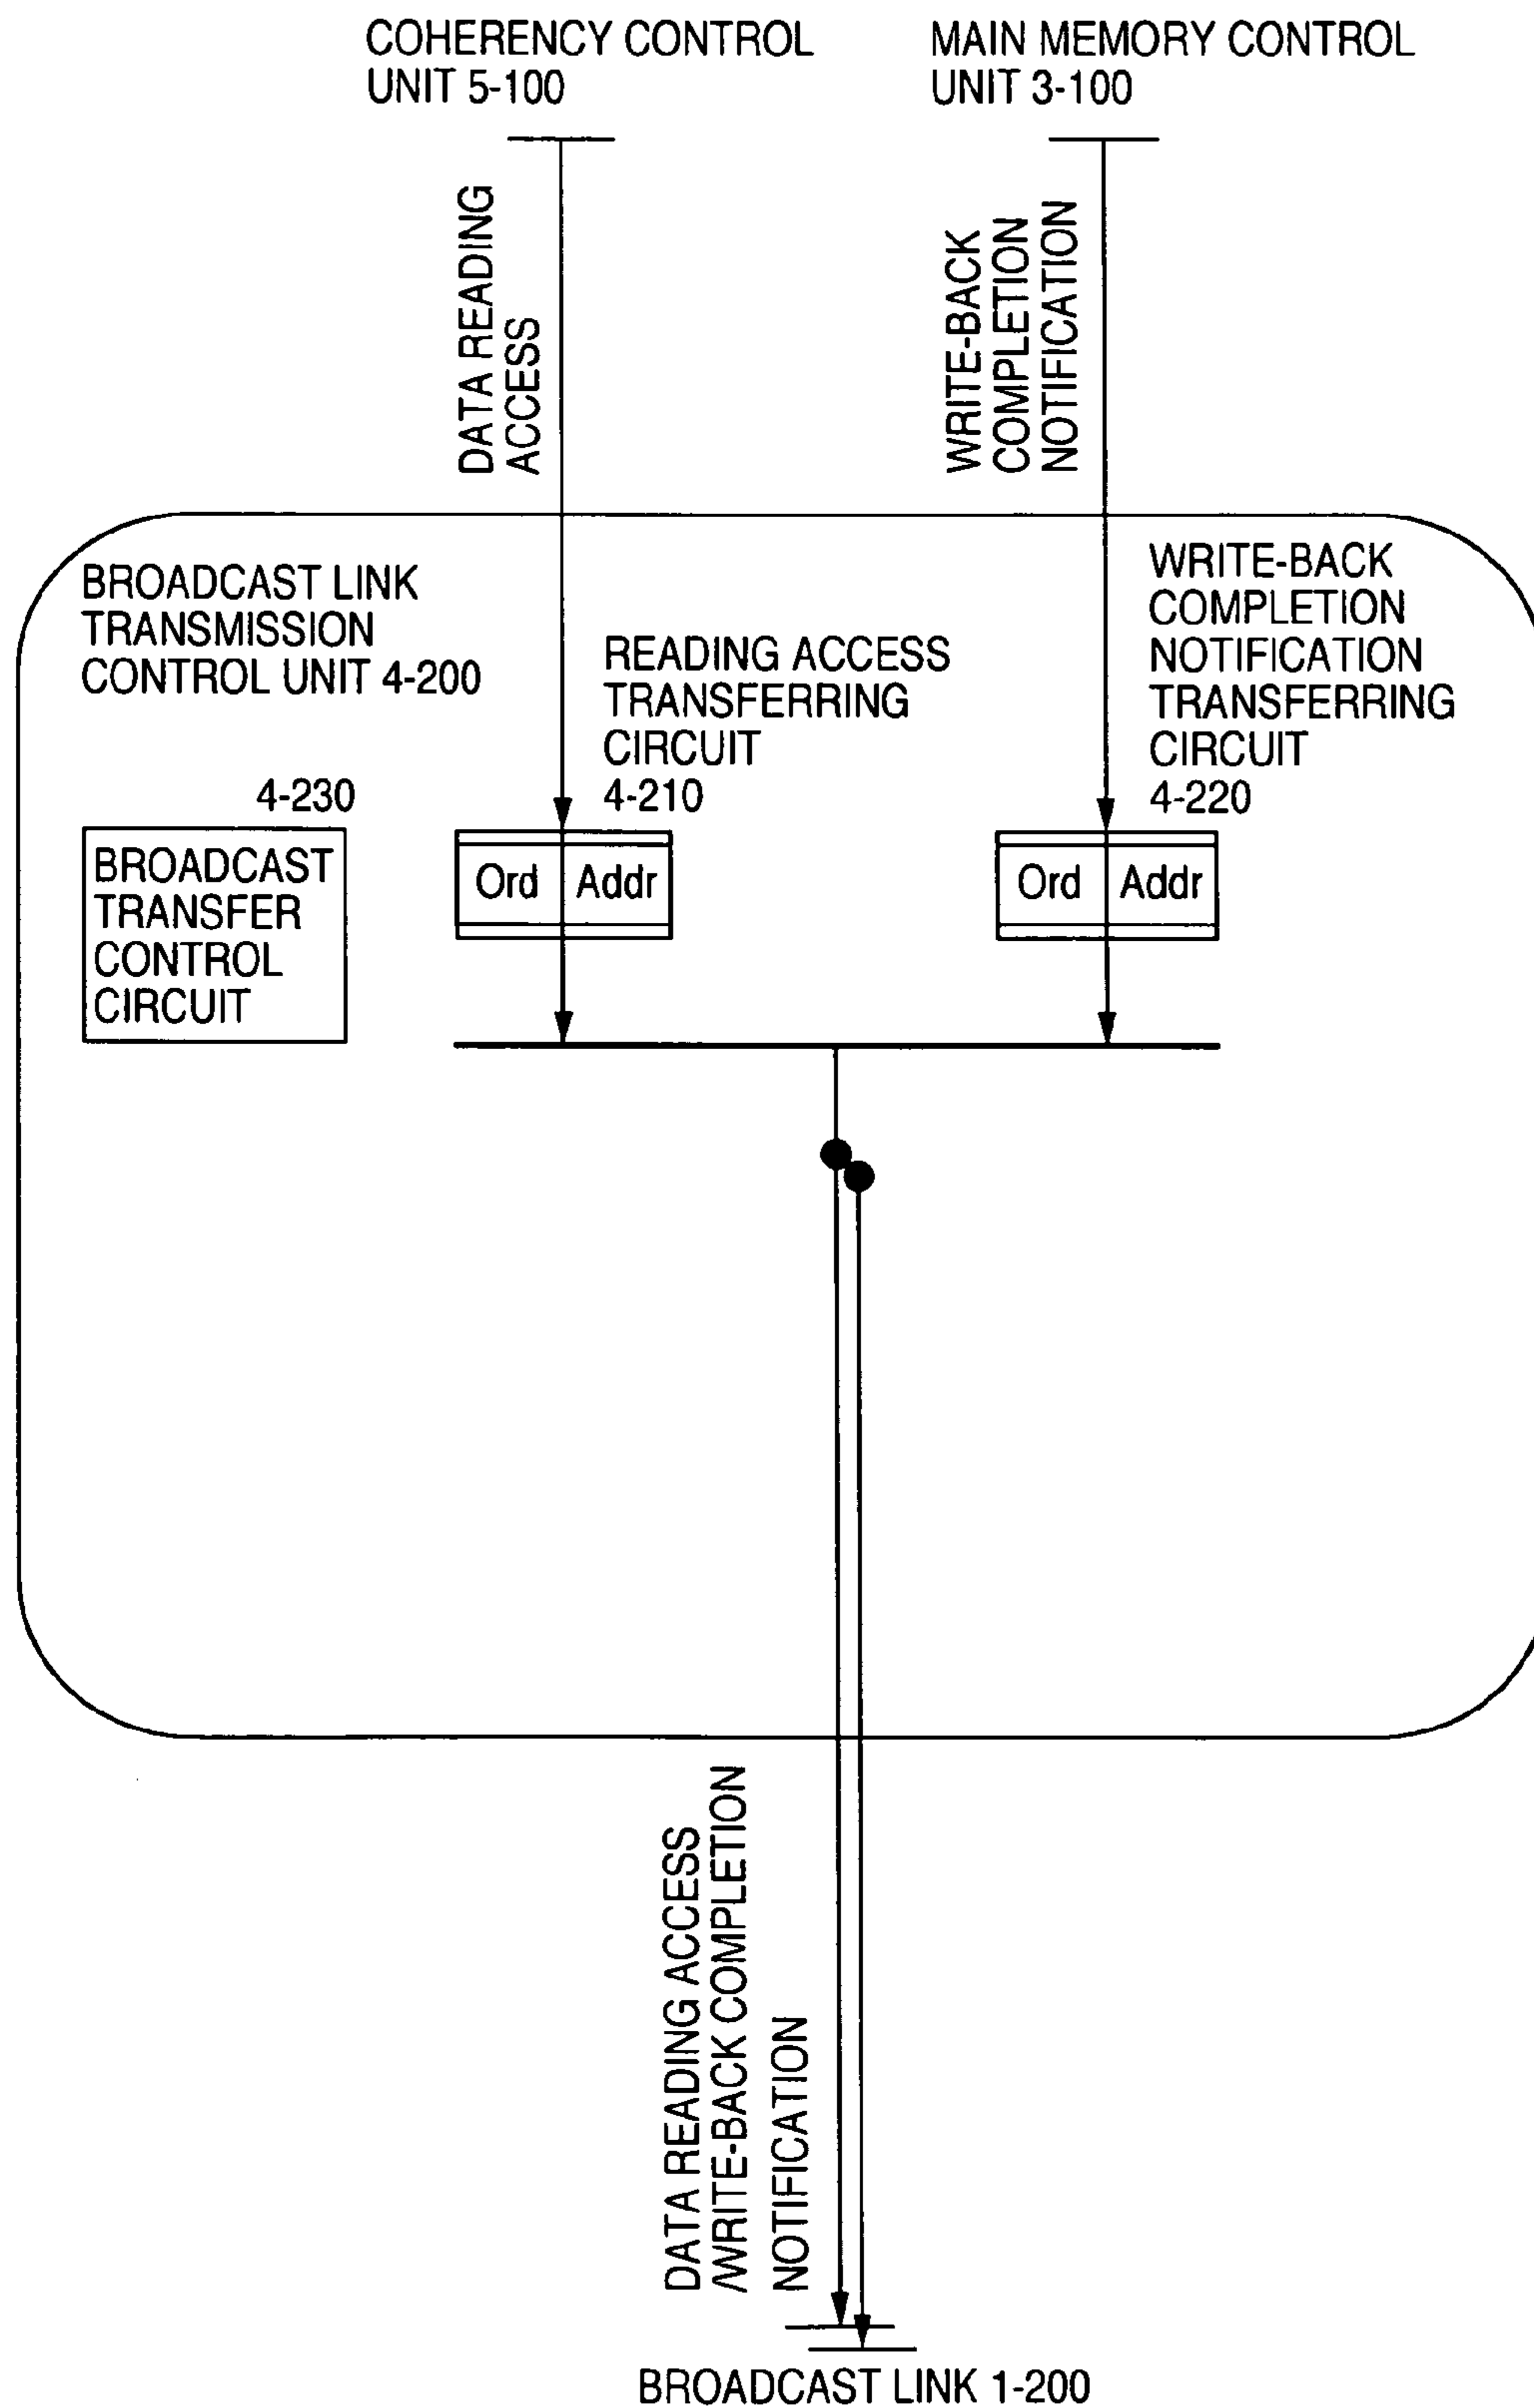 COHERENCY CONTROL
UNIT 5-100
MAIN MEMORY CONTROL
UNIT 3-100
DATA READING
ACCESS
WRITE-BACK
COMPLETION
NOTIFICATION
BROADCAST LINK
TRANSMISSION
CONTROL UNIT 4-200
READING ACCESS
TRANSFERRING
CIRCUIT
4-210
WRITE-BACK
COMPLETION
NOTIFICATION
TRANSFERRING
CIRCUIT
4-220
4-230
BROADCAST
TRANSFER
CONTROL
CIRCUIT
Ord Addr
Ord Addr
DATA READING ACCESS
/WRITE-BACK COMPLETION
NOTIFICATION
BROADCAST LINK 1-200